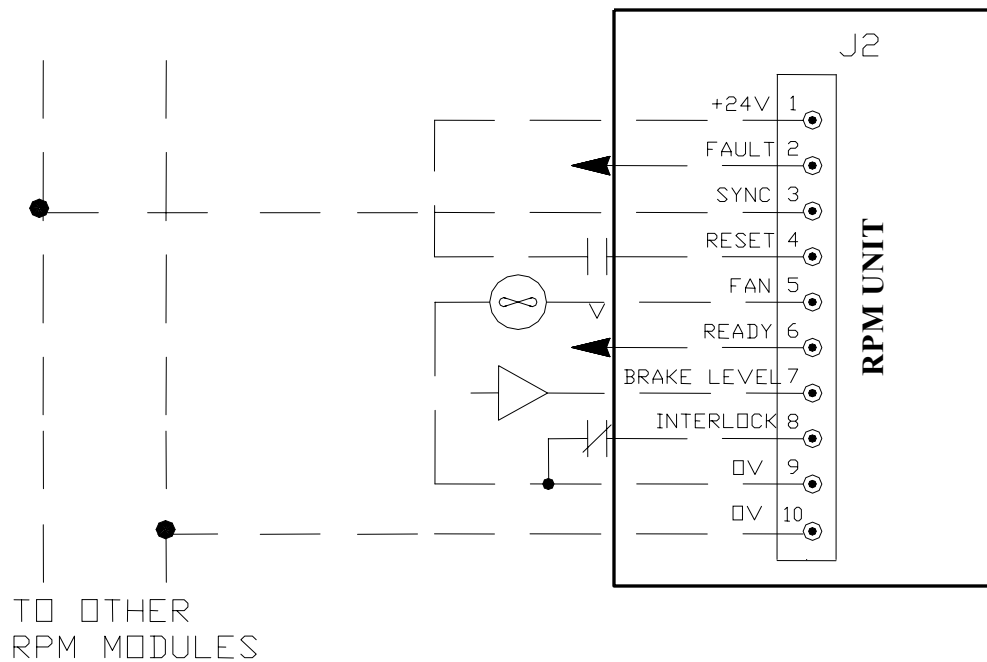 J2
+24V 1
FAULT 2
SYNC 3
RESET 4
FAN 5
READY 6
BRAKE LEVEL 7
INTERLOCK 8
0V 9
0V 10
RPM UNIT
TO OTHER
RPM MODULES